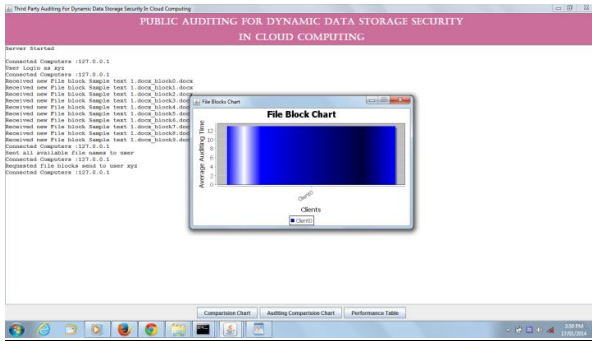 Third Party Auditing For Dynamic Data Storage Security In Cloud Computing
PUBLIC AUDITING FOR DYNAMIC DATA STORAGE SECURITY
IN CLOUD COMPUTING
Server Started
Connected Computers :127.0.0.1
User Login as xyz
Connected Computers :127.0.0.1
Received new File block Sample text 1.docx_block0.docx
Received new File block Sample text 1.docx_block1.docx
Received new File block Sample text 1.docx_block2.docx
Received new File block Sample text 1.docx_block3.doc
Received new File block Sample text 1.docx_block4.doc
Received new File block Sample text 1.docx_block5.doc
Received new File block Sample text 1.docx_block6.doc
Received new File block Sample text 1.docx_block7.doc
Received new File block Sample text 1.docx_block8.doc
Received new File block Sample text 1.docx_block9.doc
Connected Computers :127.0.0.1
Sent all available file names to user
Connected Computers :127.0.0.1
Requested file blocks send to user xyz
Connected Computers :127.0.0.1
File Blocks Chart
File Block Chart
Average Auditing Time
12
10
8
6
4
2
0
Client0
Clients
Client0
Comparision Chart
Auditing Comparision Chart
Performance Table
3:58 PM
17/01/2014